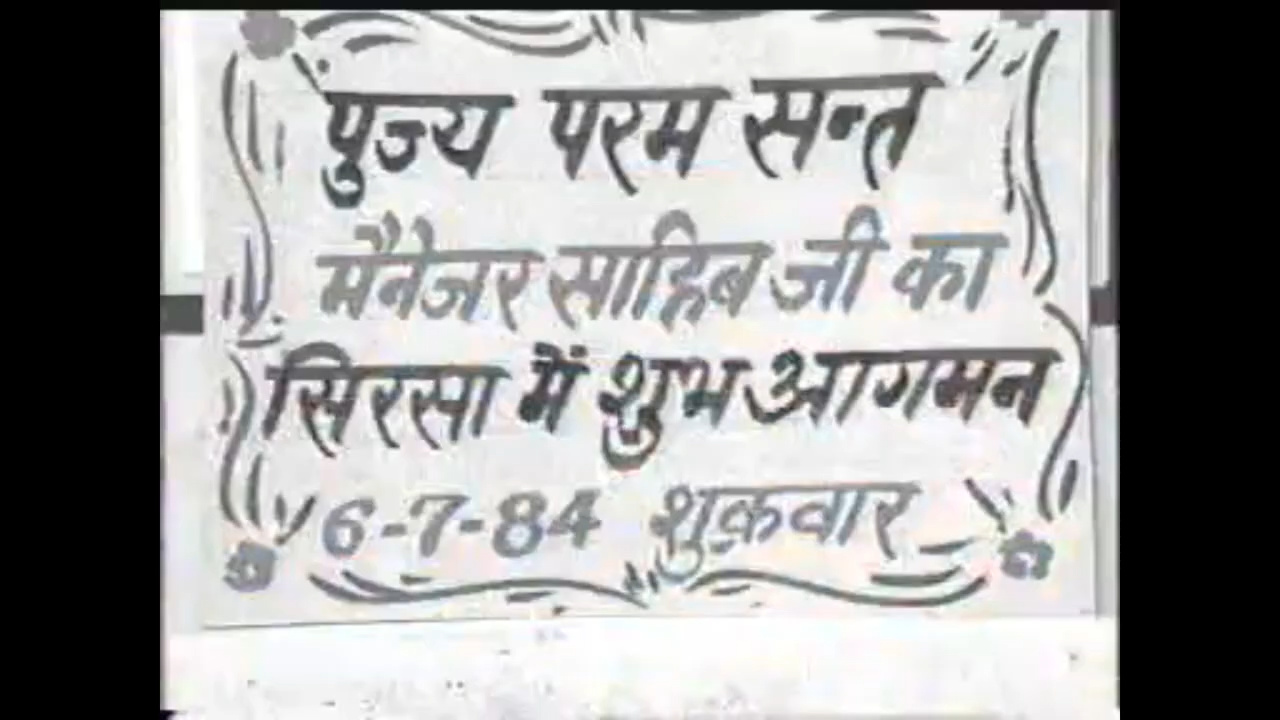 पुज्य परम सन्त
मैनेजर साहिब जी का
सिरसा में शुभ आगमन
6-7-84 शुक्रवार